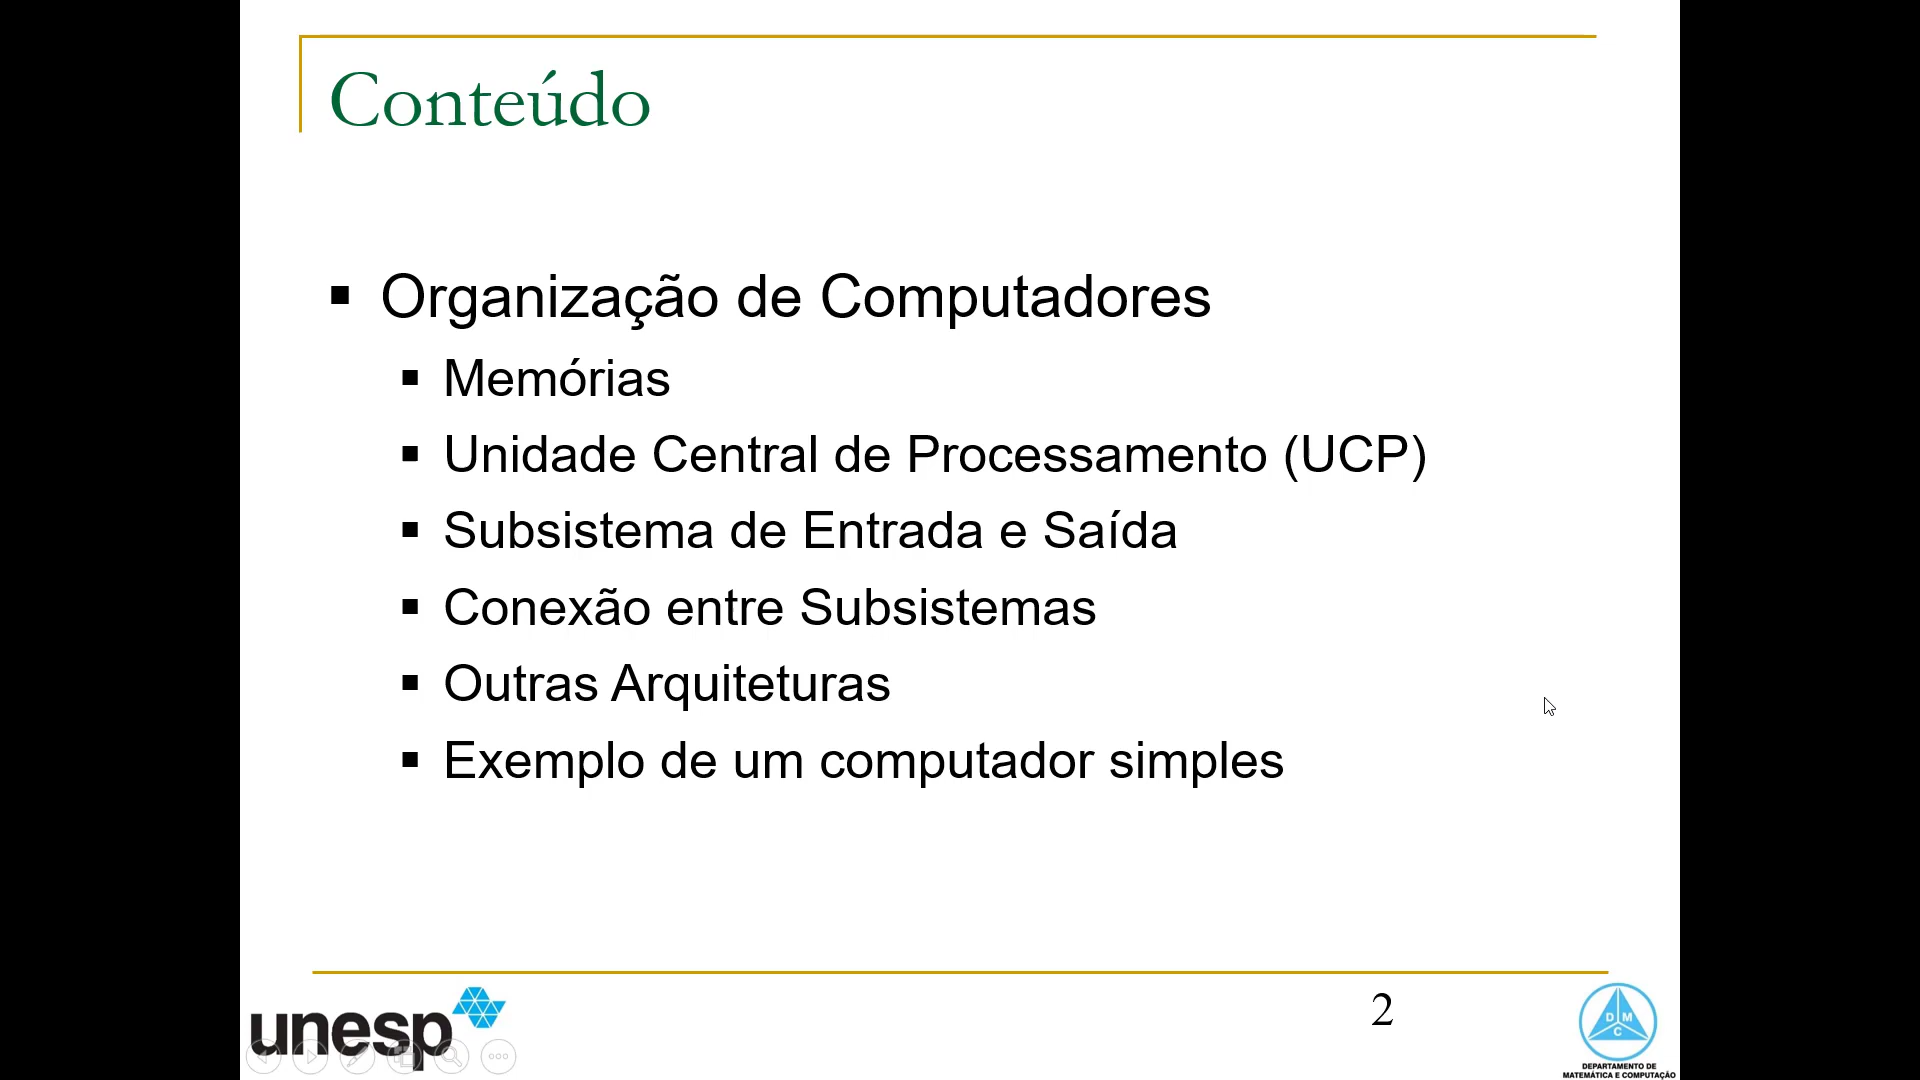 Conteúdo
Organização de Computadores
Memórias
Unidade Central de Processamento (UCP)
Subsistema de Entrada e Saída
Conexão entre Subsistemas
Outras Arquiteturas
Exemplo de um computador simples
unesp
2
D M
C
DEPARTAMENTO DE
MATEMÁTICA E COMPUTAÇÃO